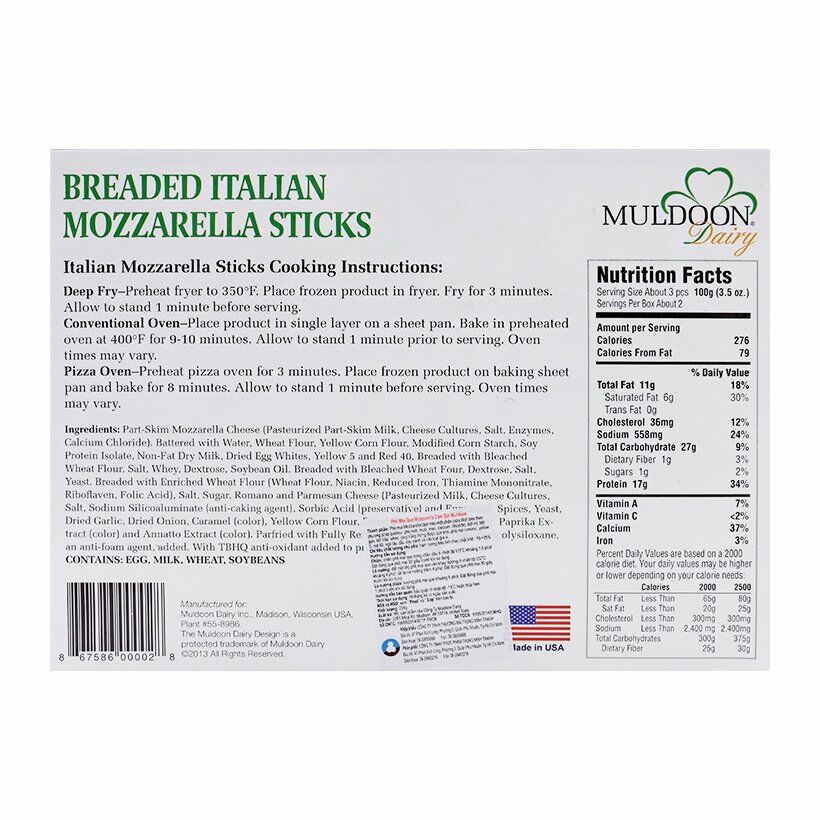 BREADED ITALIAN
MOZZARELLA STICKS
MULDOON®
Dairy
Italian Mozzarella Sticks Cooking Instructions:
Deep Fry–Preheat fryer to 350°F. Place frozen product in fryer. Fry for 3 minutes.
Allow to stand 1 minute before serving.
Conventional Oven–Place product in single layer on a sheet pan. Bake in preheated
oven at 400°F for 9-10 minutes. Allow to stand 1 minute prior to serving. Oven
times may vary.
Pizza Oven–Preheat pizza oven for 3 minutes. Place frozen product on baking sheet
pan and bake for 8 minutes. Allow to stand 1 minute before serving. Oven times
may vary.
Ingredients: Part-Skim Mozzarella Cheese (Pasteurized Part-Skim Milk, Cheese Cultures, Salt, Enzymes,
Calcium Chloride). Battered with Water, Wheat Flour, Yellow Corn Flour, Modified Corn Starch, Soy
Protein Isolate, Non-Fat Dry Milk, Dried Egg Whites, Yellow 5 and Red 40. Breaded with Bleached
Wheat Flour, Salt, Whey, Dextrose, Soybean Oil. Breaded with Bleached Wheat Four, Dextrose, Salt,
Yeast. Breaded with Enriched Wheat Flour (Wheat Flour, Niacin, Reduced Iron, Thiamine Mononitrate,
Riboflaven, Folic Acid), Salt, Sugar, Romano and Parmesan Cheese (Pasteurized Milk, Cheese Cultures,
Salt, Sodium Silicoaluminate (anti-caking agent), Sorbic Acid (preservative) and Spices, Yeast,
Dried Garlic, Dried Onion, Caramel (color), Yellow Corn Flour, Paprika Ex-
tract (color) and Annatto Extract (color). Parfried with Fully Re olysiloxane,
an anti-foam agent, added. With TBHQ anti-oxidant added to
CONTAINS: EGG, MILK, WHEAT, SOYBEANS
Phô Mai Que Mozzarella Tẩm Bột Muldoon
8 67586 00002 8
Manufactured for:
Muldoon Dairy Inc., Madison, Wisconsin USA.
Plant #55-8986.
The Muldoon Dairy Design is a
protected trademark of Muldoon Dairy
©2013 All Rights Reserved.
Made in USA
Nutrition Facts
Serving Size About 3 pcs 100g (3.5 oz.)
Servings Per Box About 2
Amount per Serving
Calories 276
Calories From Fat 79
% Daily Value
Total Fat 11g 18%
Saturated Fat 6g 30%
Trans Fat 0g
Cholesterol 36mg 12%
Sodium 558mg 24%
Total Carbohydrate 27g 9%
Dietary Fiber 1g 3%
Sugars 1g 2%
Protein 17g 34%
Vitamin A 7%
Vitamin C <2%
Calcium 37%
Iron 3%
Percent Daily Values are based on a 2000
calorie diet. Your daily values may be higher
or lower depending on your calorie needs:
Calories 2000 2500
Total Fat 65g 80g
Sat Fat Less Than 20g 25g
Cholesterol Less Than 300mg 300mg
Sodium Less Than 2,400 mg 2,400mg
Total Carbohydrates 300g 375g
Dietary Fiber 25g 30g